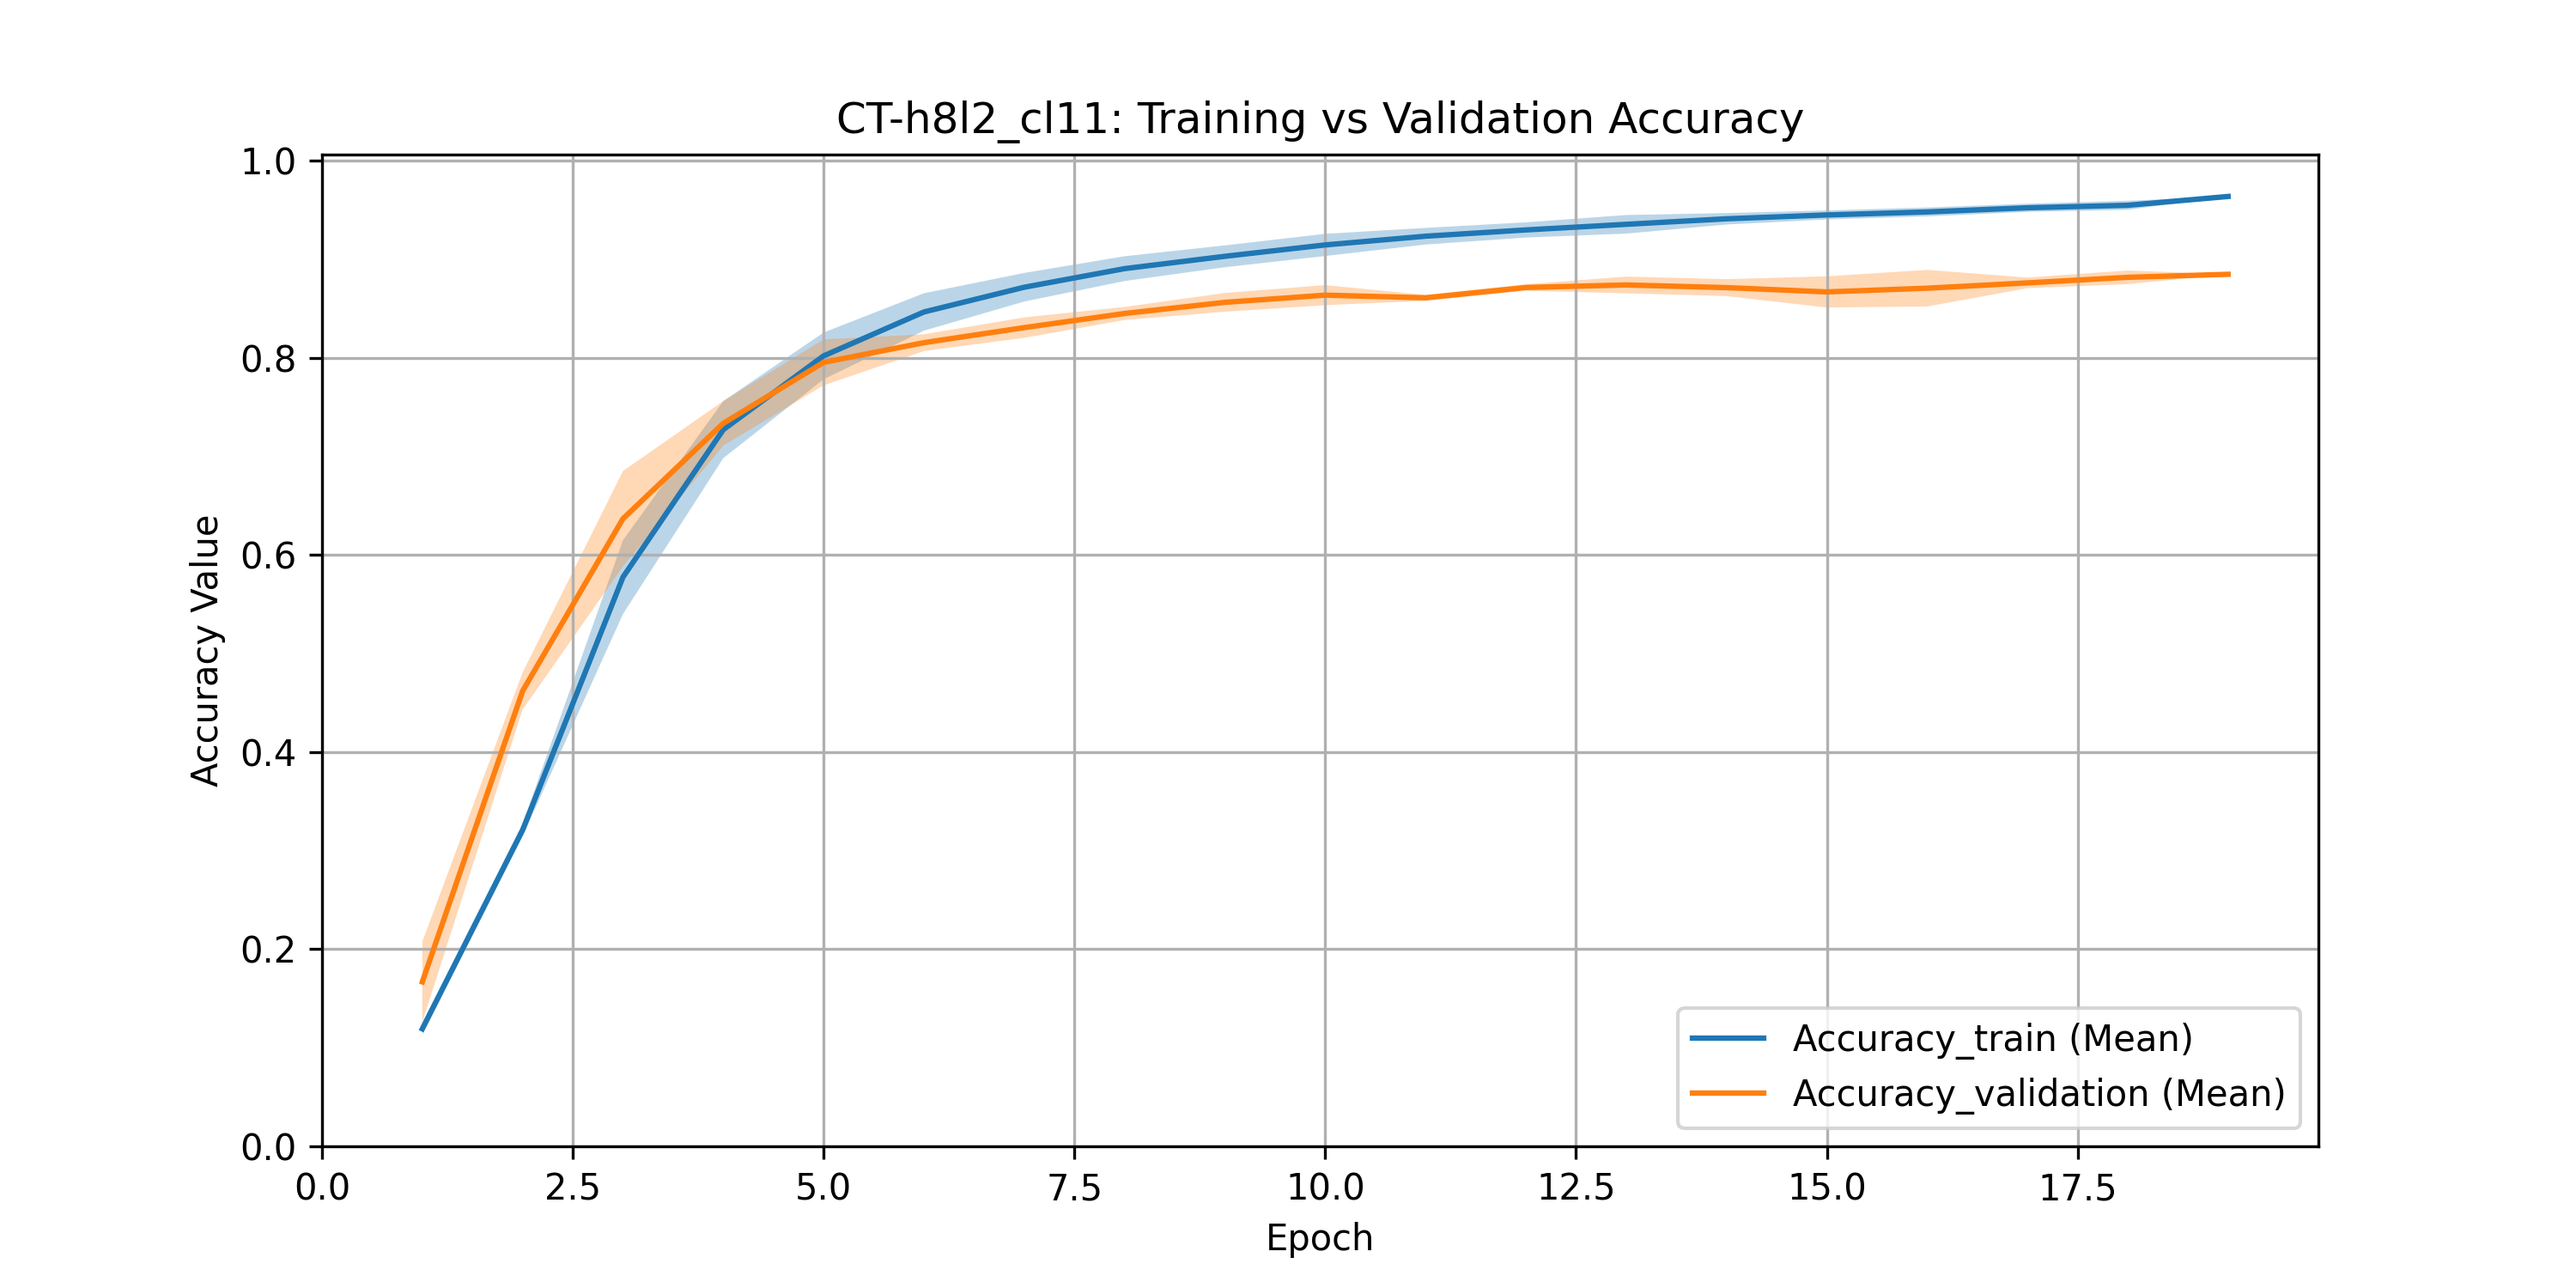 CT-h8l2_cl11: Training vs Validation Accuracy
1.0
0.8
0.6
0.4
0.2
0.0
Accuracy Value
0.0 2.5 5.0 7.5 10.0 12.5 15.0 17.5
Epoch
Accuracy_train (Mean)
Accuracy_validation (Mean)